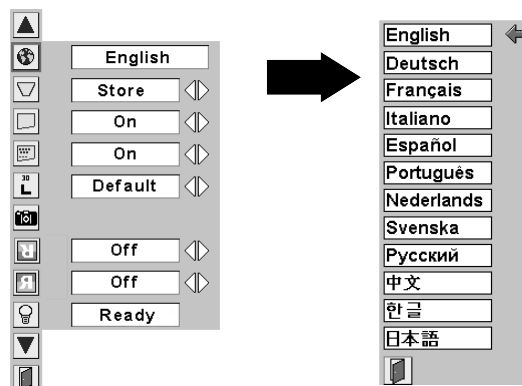 English
Store
On
On
30
L
Default
Off
Off
Ready
English
Deutsch
Français
Italiano
Español
Português
Nederlands
Svenska
Русский
中文
한글
日本語